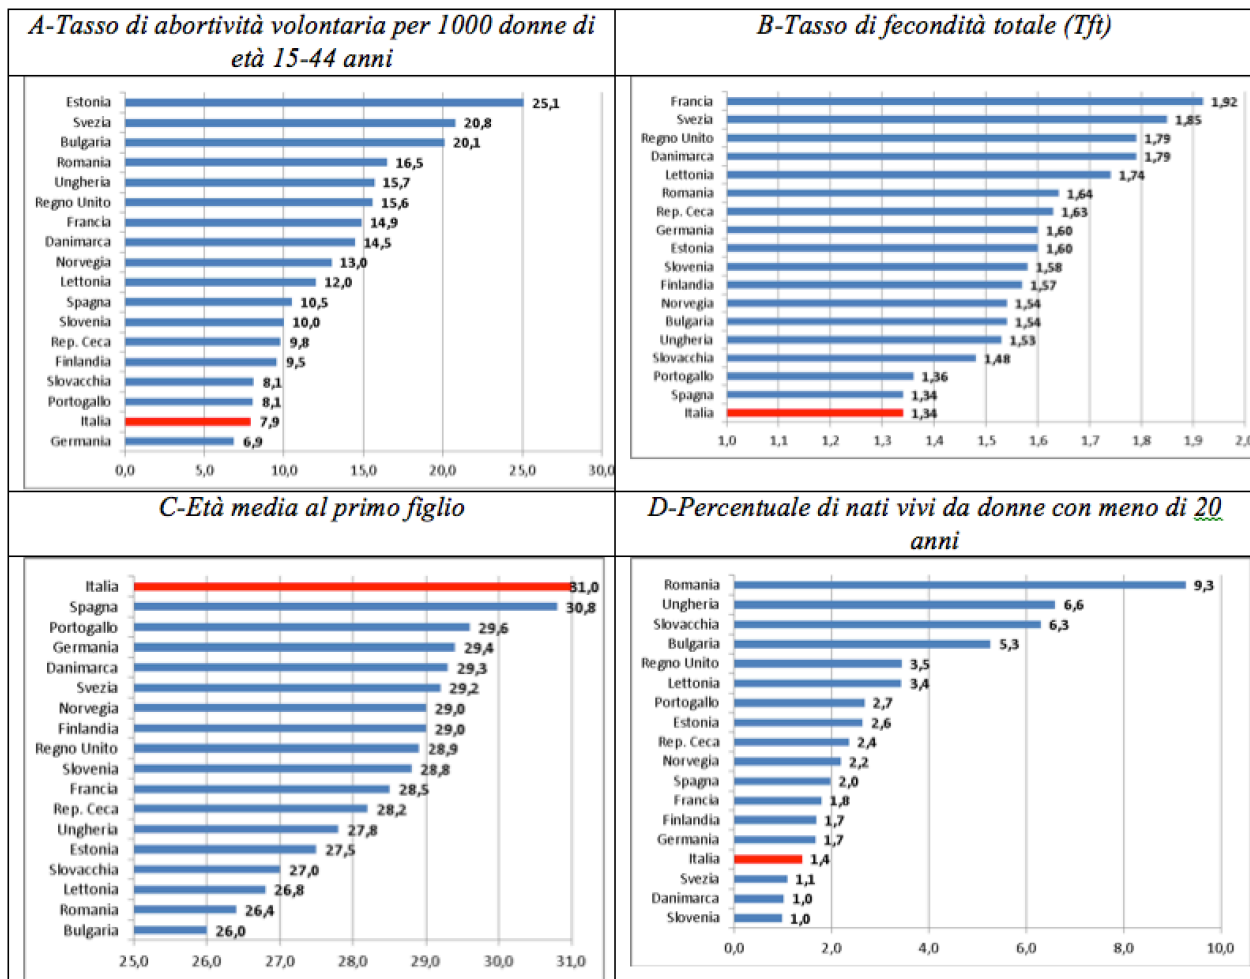 A-Tasso di abortività volontaria per 1000 donne di
età 15-44 anni
Estonia 25,1
Svezia 20,8
Bulgaria 20,1
Romania 16,5
Ungheria 15,7
Regno Unito 15,6
Francia 14,9
Danimarca 14,5
Norvegia 13,0
Lettonia 12,0
Spagna 10,5
Slovenia 10,0
Rep. Ceca 9,8
Finlandia 9,5
Slovacchia 8,1
Portogallo 8,1
Italia 7,9
Germania 6,9
0,0 5,0 10,0 15,0 20,0 25,0 30,0
B-Tasso di fecondità totale (Tft)
Francia 1,92
Svezia 1,85
Regno Unito 1,79
Danimarca 1,79
Lettonia 1,74
Romania 1,64
Rep. Ceca 1,63
Germania 1,60
Estonia 1,60
Slovenia 1,58
Finlandia 1,57
Norvegia 1,54
Bulgaria 1,54
Ungheria 1,53
Slovacchia 1,48
Portogallo 1,36
Spagna 1,34
Italia 1,34
1,0 1,1 1,2 1,3 1,4 1,5 1,6 1,7 1,8 1,9 2,0
C-Età media al primo figlio
Italia 31,0
Spagna 30,8
Portogallo 29,6
Germania 29,4
Danimarca 29,3
Svezia 29,2
Norvegia 29,0
Finlandia 29,0
Regno Unito 28,9
Slovenia 28,8
Francia 28,5
Rep. Ceca 28,2
Ungheria 27,8
Estonia 27,5
Slovacchia 27,0
Lettonia 26,8
Romania 26,4
Bulgaria 26,0
25,0 26,0 27,0 28,0 29,0 30,0 31,0
D-Percentuale di nati vivi da donne con meno di 20
anni
Romania 9,3
Ungheria 6,6
Slovacchia 6,3
Bulgaria 5,3
Regno Unito 3,5
Lettonia 3,4
Portogallo 2,7
Estonia 2,6
Rep. Ceca 2,4
Norvegia 2,2
Spagna 2,0
Francia 1,8
Finlandia 1,7
Germania 1,7
Italia 1,4
Svezia 1,1
Danimarca 1,0
Slovenia 1,0
0,0 2,0 4,0 6,0 8,0 10,0